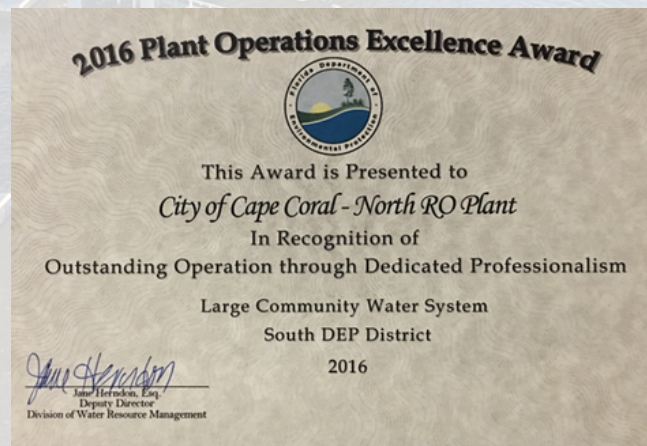 2016 Plant Operations Excellence Award
Florida Department of
Environmental Protection
This Award is Presented to
City of Cape Coral - North RO Plant
In Recognition of
Outstanding Operation through Dedicated Professionalism
Large Community Water System
South DEP District
2016
Jane Herndon
Jane Herndon, Esq.
Deputy Director
Division of Water Resource Management